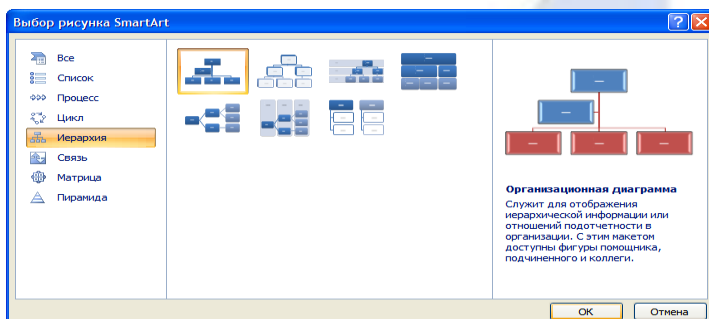 Выбор рисунка SmartArt
Все
Список
Процесс
Цикл
Иерархия
Связь
Матрица
Пирамида
Организационная диаграмма
Служит для отображения
иерархической информации или
отношений подотчетности в
организации. С этим макетом
доступны фигуры помощника,
подчиненного и коллеги.
ОК
Отмена